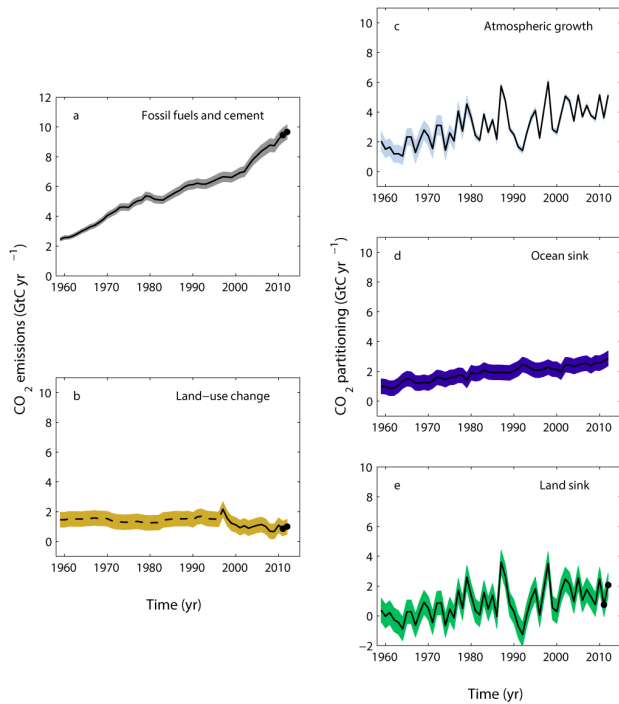 a
Fossil fuels and cement
12
10
8
6
4
2
0
1960 1970 1980 1990 2000 2010
b
Land−use change
10
8
6
4
2
0
1960 1970 1980 1990 2000 2010
CO2 emissions (GtC yr −1)
Time (yr)
c
Atmospheric growth
10
8
6
4
2
0
1960 1970 1980 1990 2000 2010
d
Ocean sink
10
8
6
4
2
0
1960 1970 1980 1990 2000 2010
e
Land sink
10
8
6
4
2
0
−2
1960 1970 1980 1990 2000 2010
CO2 partitioning (GtC yr −1)
Time (yr)